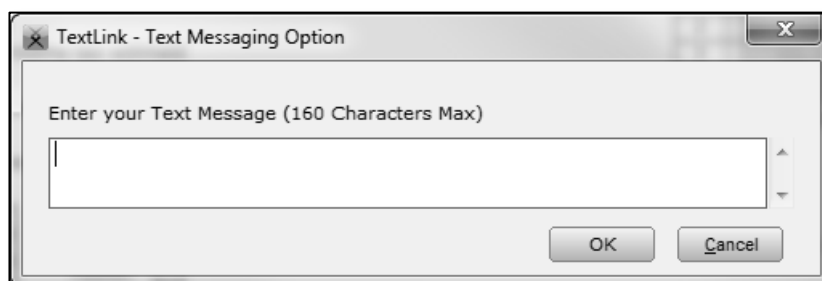 TextLink - Text Messaging Option
Enter your Text Message (160 Characters Max)
OK Cancel